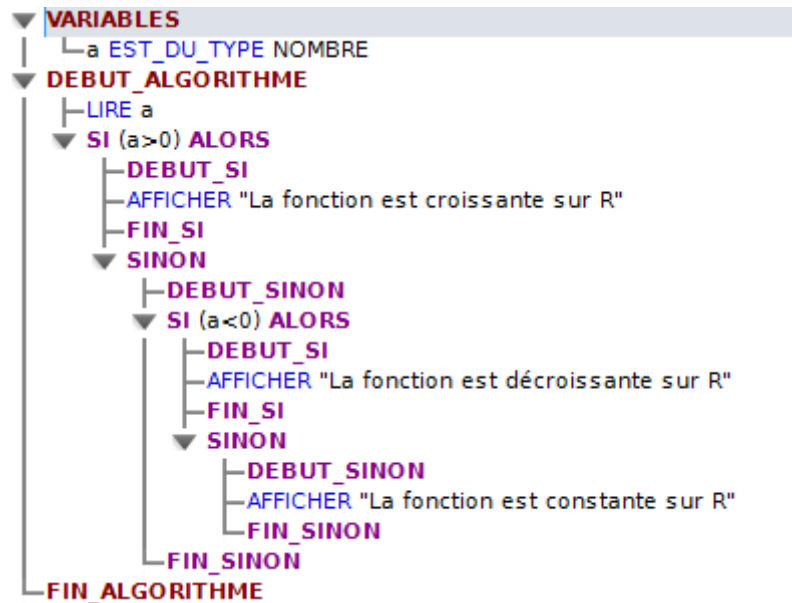 VARIABLES
a EST_DU_TYPE NOMBRE
DEBUT_ALGORITHME
LIRE a
SI (a>0) ALORS
DEBUT_SI
AFFICHER "La fonction est croissante sur R"
FIN_SI
SINON
DEBUT_SINON
SI (a<0) ALORS
DEBUT_SI
AFFICHER "La fonction est décroissante sur R"
FIN_SI
SINON
DEBUT_SINON
AFFICHER "La fonction est constante sur R"
FIN_SINON
FIN_SINON
FIN_ALGORITHME